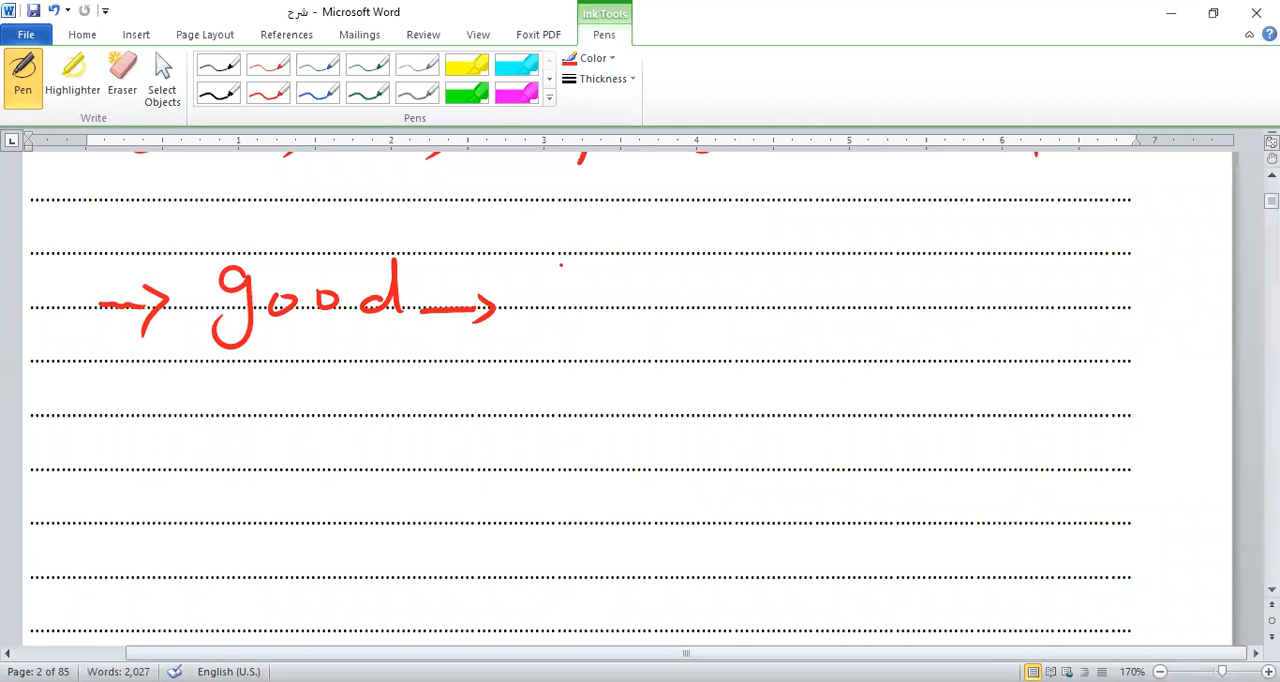 شرح - Microsoft Word
Ink Tools
File Home Insert Page Layout References Mailings Review View Foxit PDF Pens
Pen Highlighter Eraser Select Objects
Color
Thickness
Write Pens
1 2 3 4 5 6 7
→ good →
Page: 2 of 85 Words: 2,027 English (U.S.) 170%